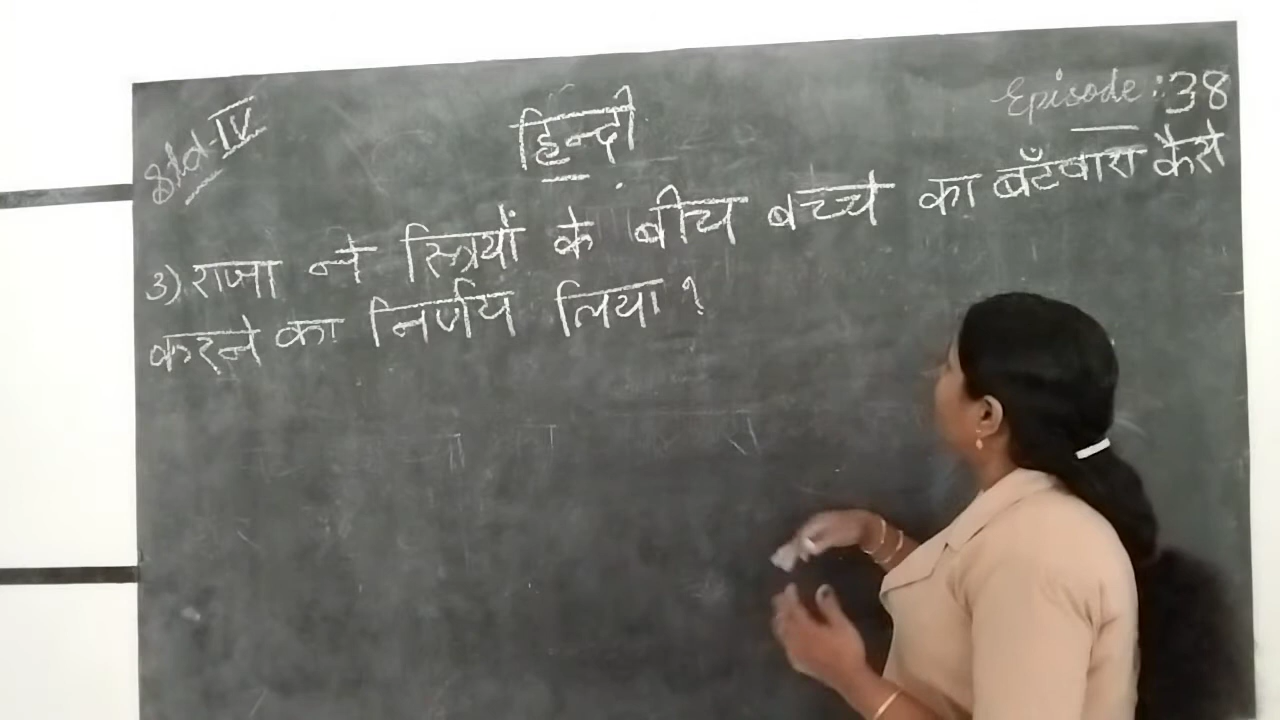 Std-IV
हिन्दी
Episode : 38
3) राजा ने स्त्रियों के बीच बच्चे का बँटवारा कैसे
करने का निर्णय लिया ?